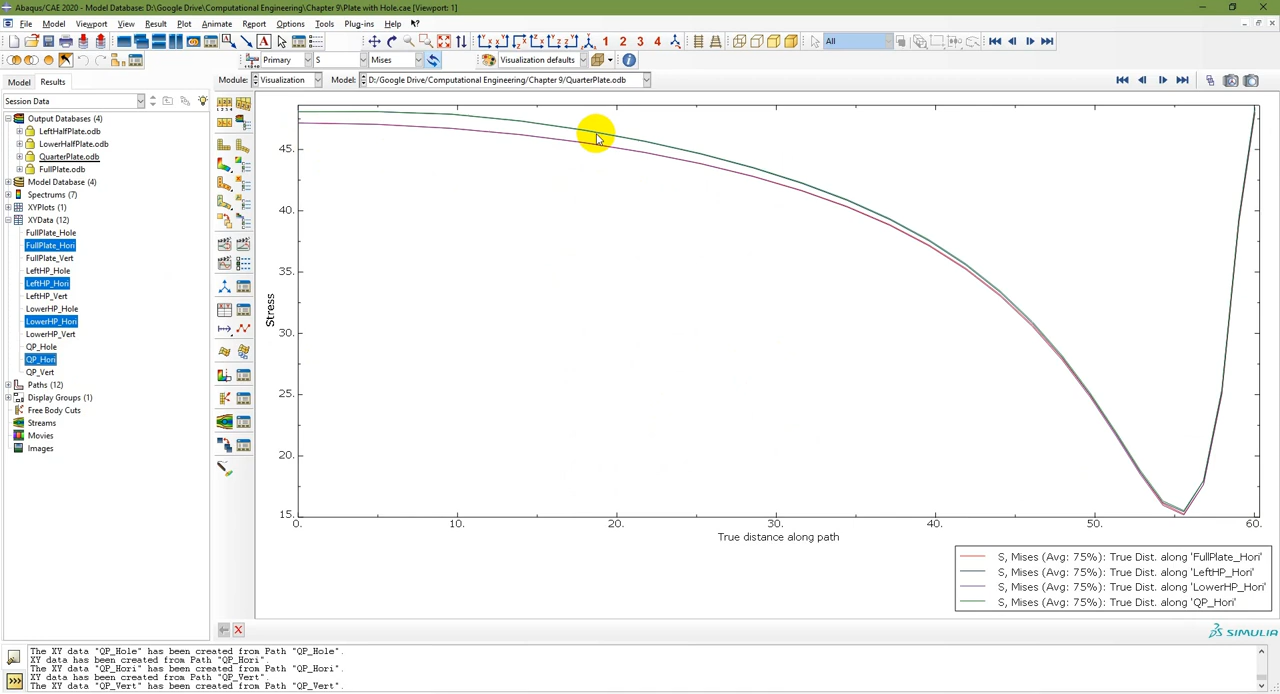 Abaqus/CAE 2020 - Model Database: D:\Google Drive\Computational Engineering\Chapter 9\Plate with Hole.cae [Viewport: 1]
File Model Viewport View Result Plot Animate Report Options Tools Plug-ins Help
1 2 3 4 All
Primary S Mises Visualization defaults
Model Results Module: Visualization Model: D:/Google Drive/Computational Engineering/Chapter 9/QuarterPlate.odb
Session Data
Output Databases (4)
LeftHalfPlate.odb
LowerHalfPlate.odb
QuarterPlate.odb
FullPlate.odb
Model Database (4)
Spectrums (7)
XYPlots (1)
XYData (12)
FullPlate_Hole
FullPlate_Hori
FullPlate_Vert
LeftHP_Hole
LeftHP_Hori
LeftHP_Vert
LowerHP_Hole
LowerHP_Hori
LowerHP_Vert
QP_Hole
QP_Hori
QP_Vert
Paths (12)
Display Groups (1)
Free Body Cuts
Streams
Movies
Images
45.
40.
35.
30.
25.
20.
15.
Stress
0. 10. 20. 30. 40. 50. 60.
True distance along path
S, Mises (Avg: 75%): True Dist. along 'FullPlate_Hori'
S, Mises (Avg: 75%): True Dist. along 'LeftHP_Hori'
S, Mises (Avg: 75%): True Dist. along 'LowerHP_Hori'
S, Mises (Avg: 75%): True Dist. along 'QP_Hori'
SIMULIA
The XY data "QP_Hole" has been created from Path "QP_Hole".
XY data has been created from Path "QP_Hori".
The XY data "QP_Hori" has been created from Path "QP_Hori".
XY data has been created from Path "QP_Vert".
The XY data "QP_Vert" has been created from Path "QP_Vert".